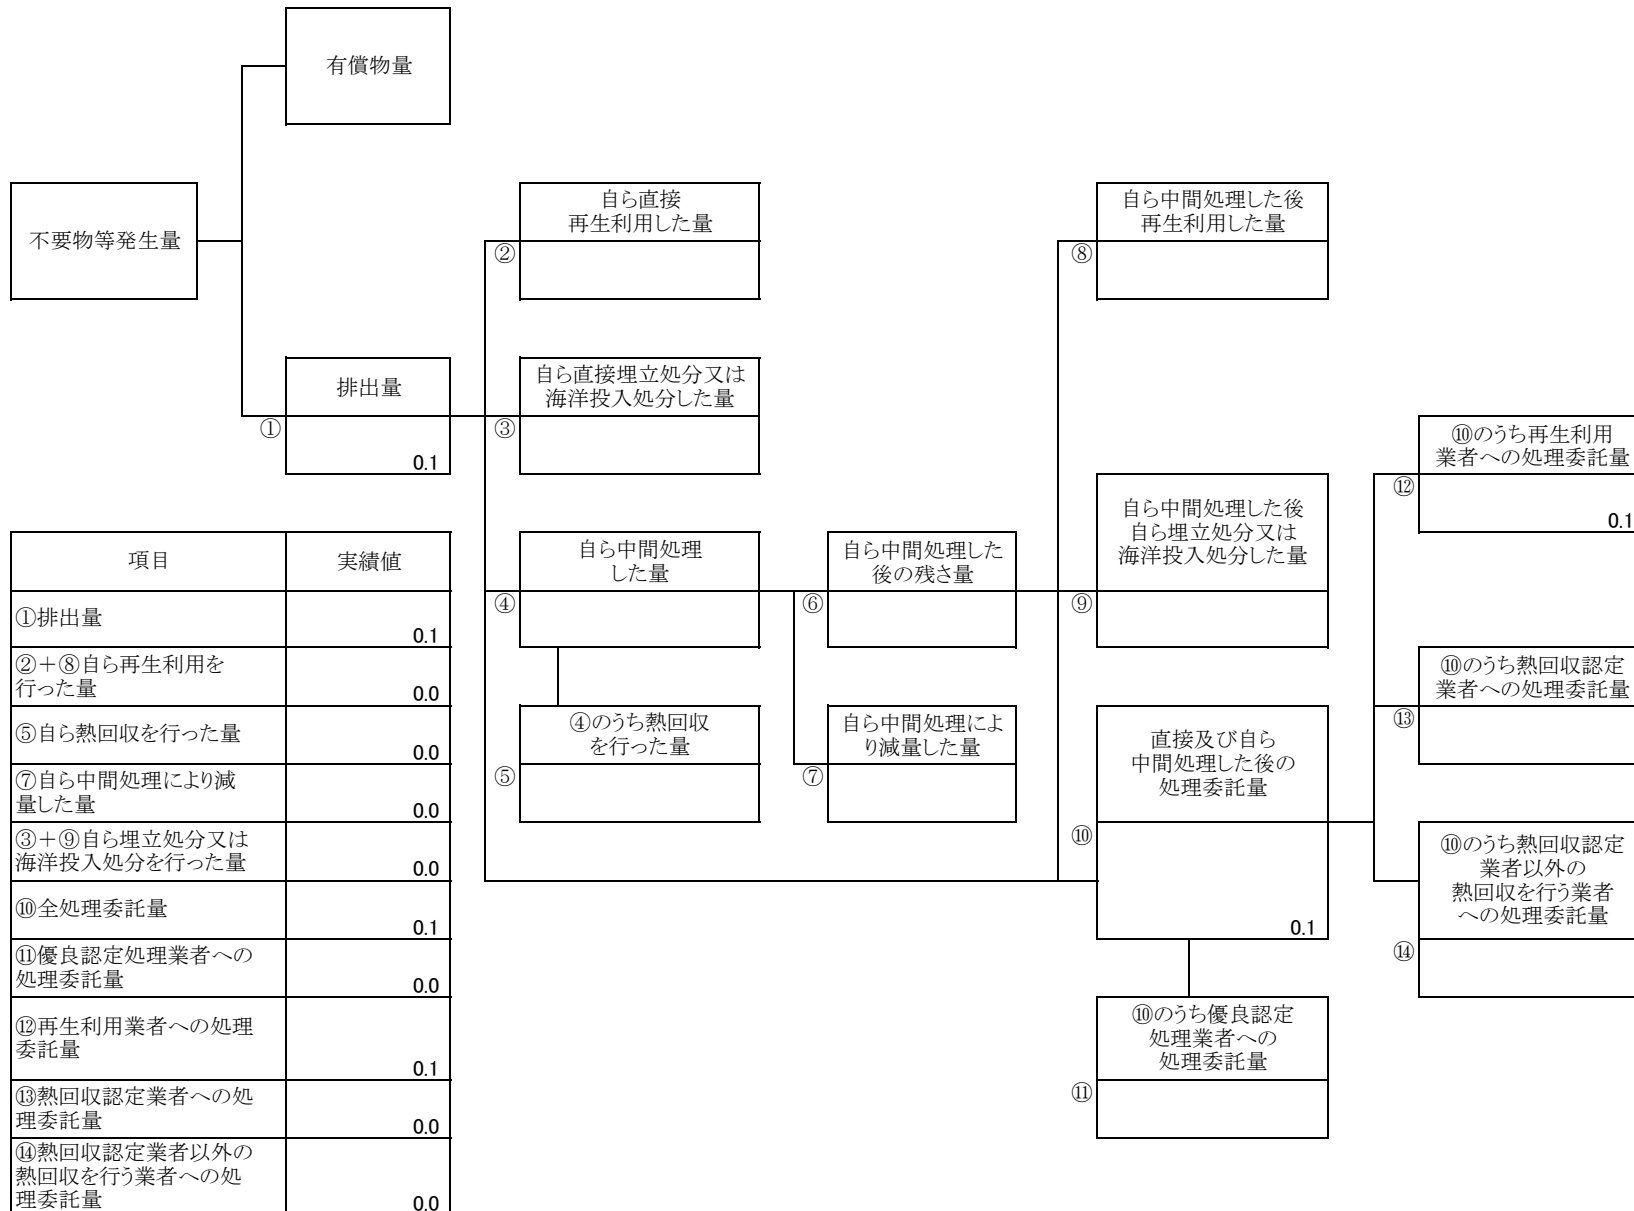 有償物量
不要物等発生量
自ら直接
再生利用した量
②
自ら中間処理した後
再生利用した量
⑧
排出量
①
0.1
自ら直接埋立処分又は
海洋投入処分した量
③
⑩のうち再生利用
業者への処理委託量
⑫
0.1
自ら中間処理した後
自ら埋立処分又は
海洋投入処分した量
⑨
自ら中間処理
した量
④
自ら中間処理した
後の残さ量
⑥
④のうち熱回収
を行った量
⑤
自ら中間処理によ
り減量した量
⑦
直接及び自ら
中間処理した後の
処理委託量
⑩
0.1
⑩のうち熱回収認定
業者への処理委託量
⑬
⑩のうち熱回収認定
業者以外の
熱回収を行う業者
への処理委託量
⑭
⑩のうち優良認定
処理業者への
処理委託量
⑪
項目 実績値
①排出量
0.1
②+⑧自ら再生利用を
行った量
0.0
⑤自ら熱回収を行った量
0.0
⑦自ら中間処理により減
量した量
0.0
③+⑨自ら埋立処分又は
海洋投入処分を行った量
0.0
⑩全処理委託量
0.1
⑪優良認定処理業者への
処理委託量
0.0
⑫再生利用業者への処理
委託量
0.1
⑬熱回収認定業者への処
理委託量
0.0
⑭熱回収認定業者以外の
熱回収を行う業者への処
理委託量
0.0